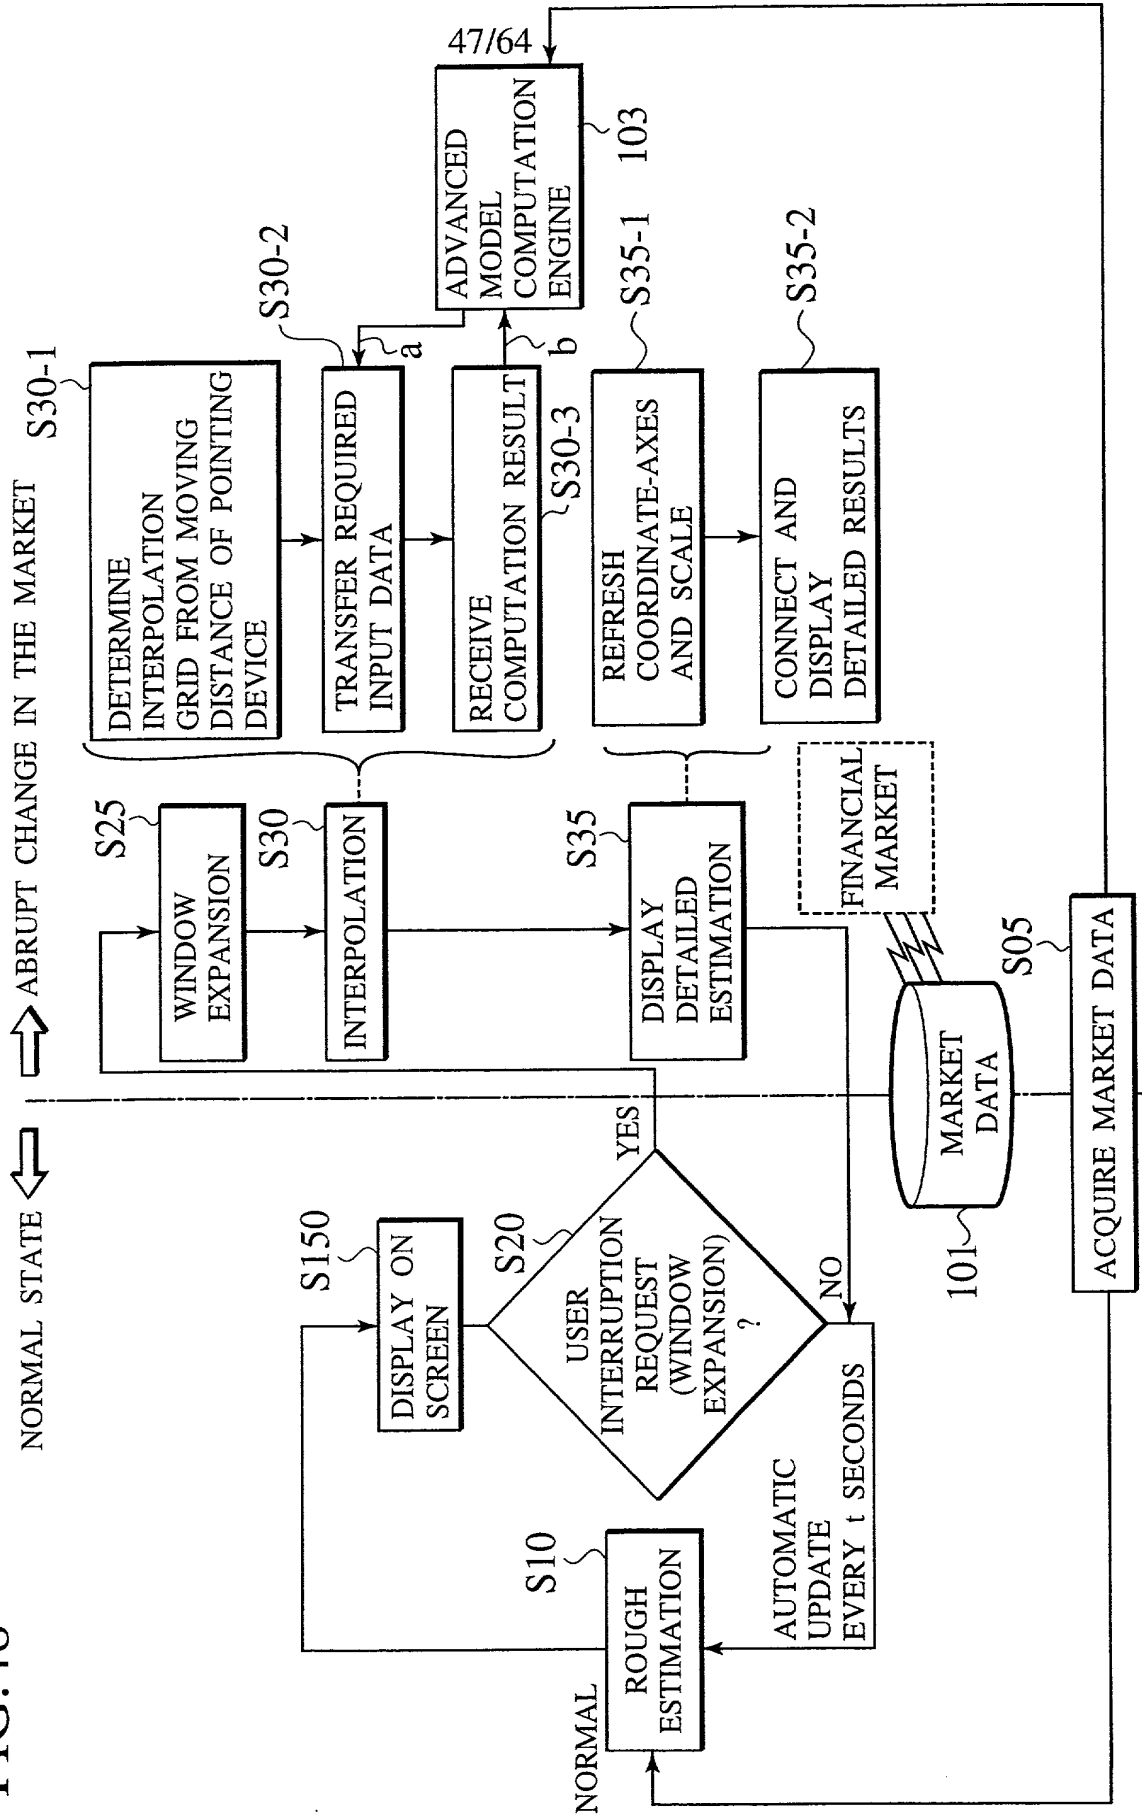 NORMAL STATE
ABRUPT CHANGE IN THE MARKET
S150
DISPLAY ON
SCREEN
S20
USER
INTERRUPTION
REQUEST
(WINDOW
EXPANSION)
?
YES
NO
NORMAL
S10
ROUGH
ESTIMATION
AUTOMATIC
UPDATE
EVERY t SECONDS
S25
WINDOW
EXPANSION
S30
INTERPOLATION
S35
DISPLAY
DETAILED
ESTIMATION
S30-1
DETERMINE
INTERPOLATION
GRID FROM MOVING
DISTANCE OF POINTING
DEVICE
S30-2
TRANSFER REQUIRED
INPUT DATA
RECEIVE
COMPUTATION RESULT
S30-3
a
b
47/64
ADVANCED
MODEL
COMPUTATION
ENGINE
103
S35-1
REFRESH
COORDINATE-AXES
AND SCALE
S35-2
CONNECT AND
DISPLAY
DETAILED RESULTS
FINANCIAL
MARKET
MARKET
DATA
101
S05
ACQUIRE MARKET DATA